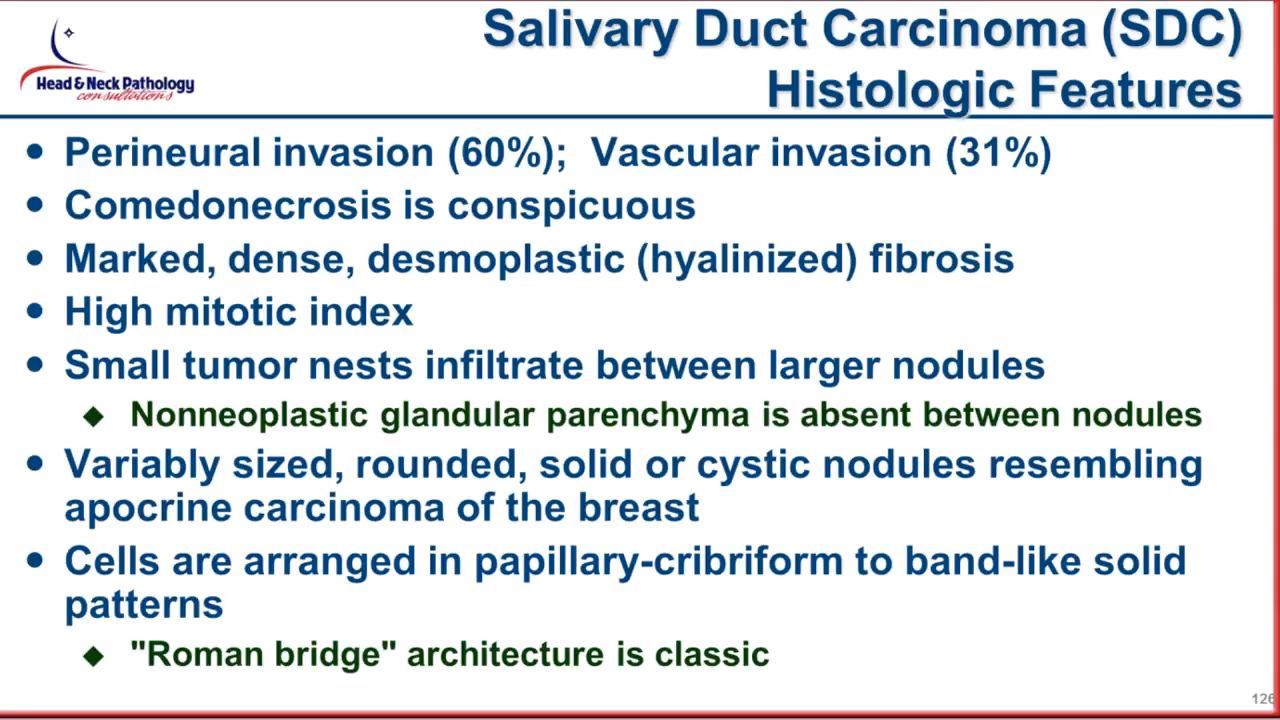 Salivary Duct Carcinoma (SDC)
Histologic Features
Head & Neck Pathology
consultations
• Perineural invasion (60%); Vascular invasion (31%)
• Comedonecrosis is conspicuous
• Marked, dense, desmoplastic (hyalinized) fibrosis
• High mitotic index
• Small tumor nests infiltrate between larger nodules
◆ Nonneoplastic glandular parenchyma is absent between nodules
• Variably sized, rounded, solid or cystic nodules resembling
apocrine carcinoma of the breast
• Cells are arranged in papillary-cribriform to band-like solid
patterns
◆ "Roman bridge" architecture is classic
126